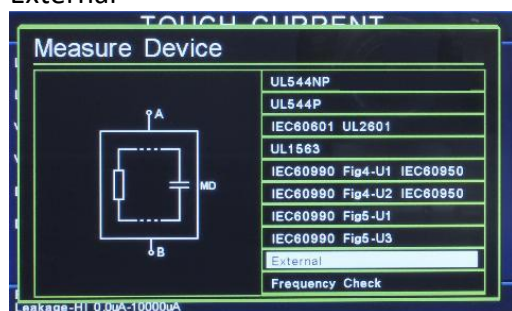 External
TOUCH CURRENT
Measure Device
A
MD
B
UL544NP
UL544P
IEC60601 UL2601
UL1563
IEC60990 Fig4-U1 IEC60950
IEC60990 Fig4-U2 IEC60950
IEC60990 Fig5-U1
IEC60990 Fig5-U3
External
Frequency Check
Leakage-HI 0.0uA-10000uA